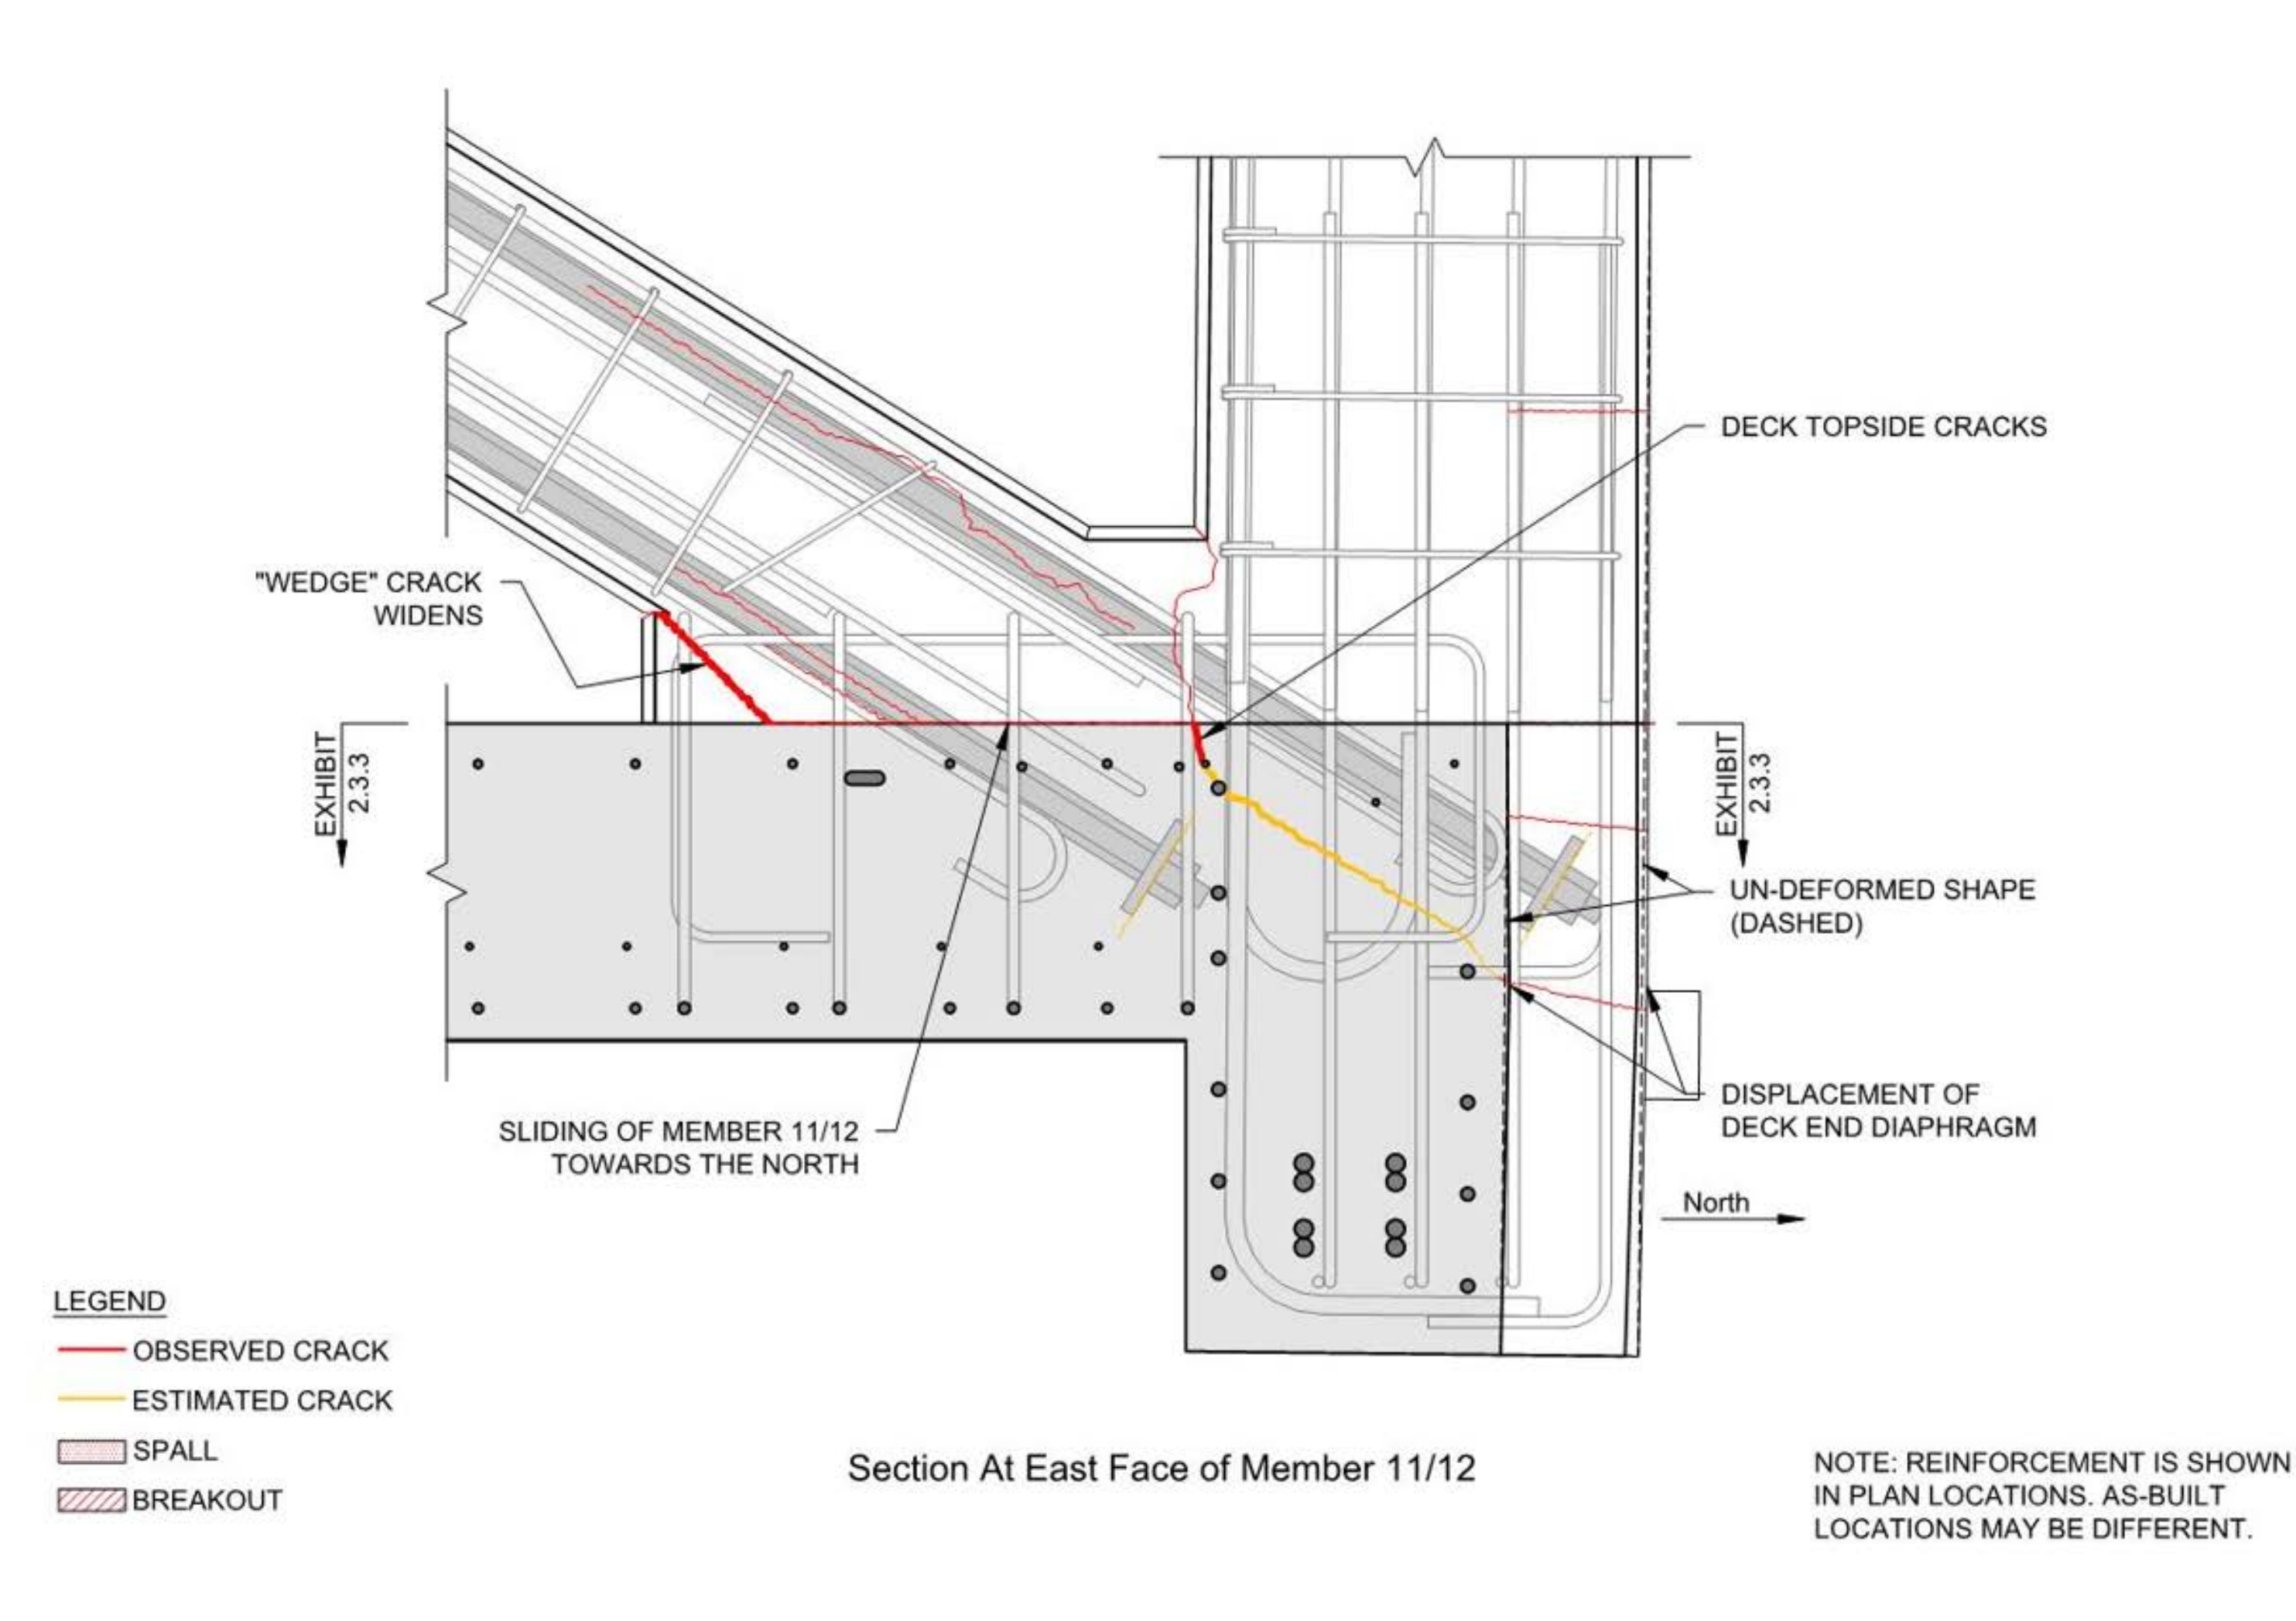 DECK TOPSIDE CRACKS
"WEDGE" CRACK
WIDENS
EXHIBIT
2.3.3
EXHIBIT
2.3.3
UN-DEFORMED SHAPE
(DASHED)
SLIDING OF MEMBER 11/12
TOWARDS THE NORTH
DISPLACEMENT OF
DECK END DIAPHRAGM
North
LEGEND
OBSERVED CRACK
ESTIMATED CRACK
SPALL
BREAKOUT
Section At East Face of Member 11/12
NOTE: REINFORCEMENT IS SHOWN
IN PLAN LOCATIONS. AS-BUILT
LOCATIONS MAY BE DIFFERENT.